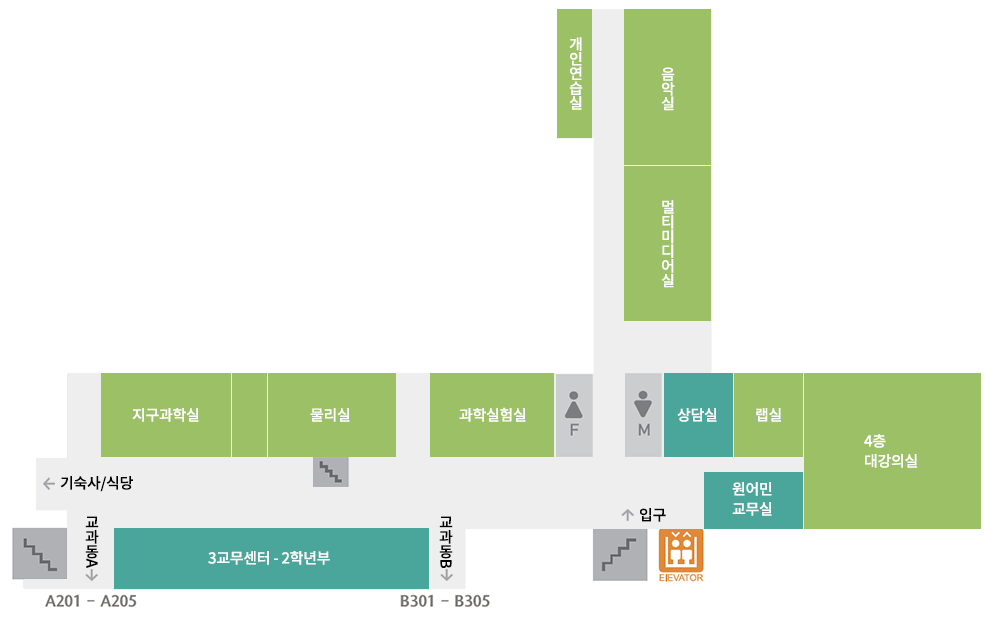 개인연습실
음악실
멀티미디어실
지구과학실
물리실
과학실험실
F
M
상담실
랩실
4층
대강의실
← 기숙사/식당
원어민
교무실
↑ 입구
교과동A
3교무센터 - 2학년부
교과동B
ElEVATOR
A201 - A205
B301 - B305